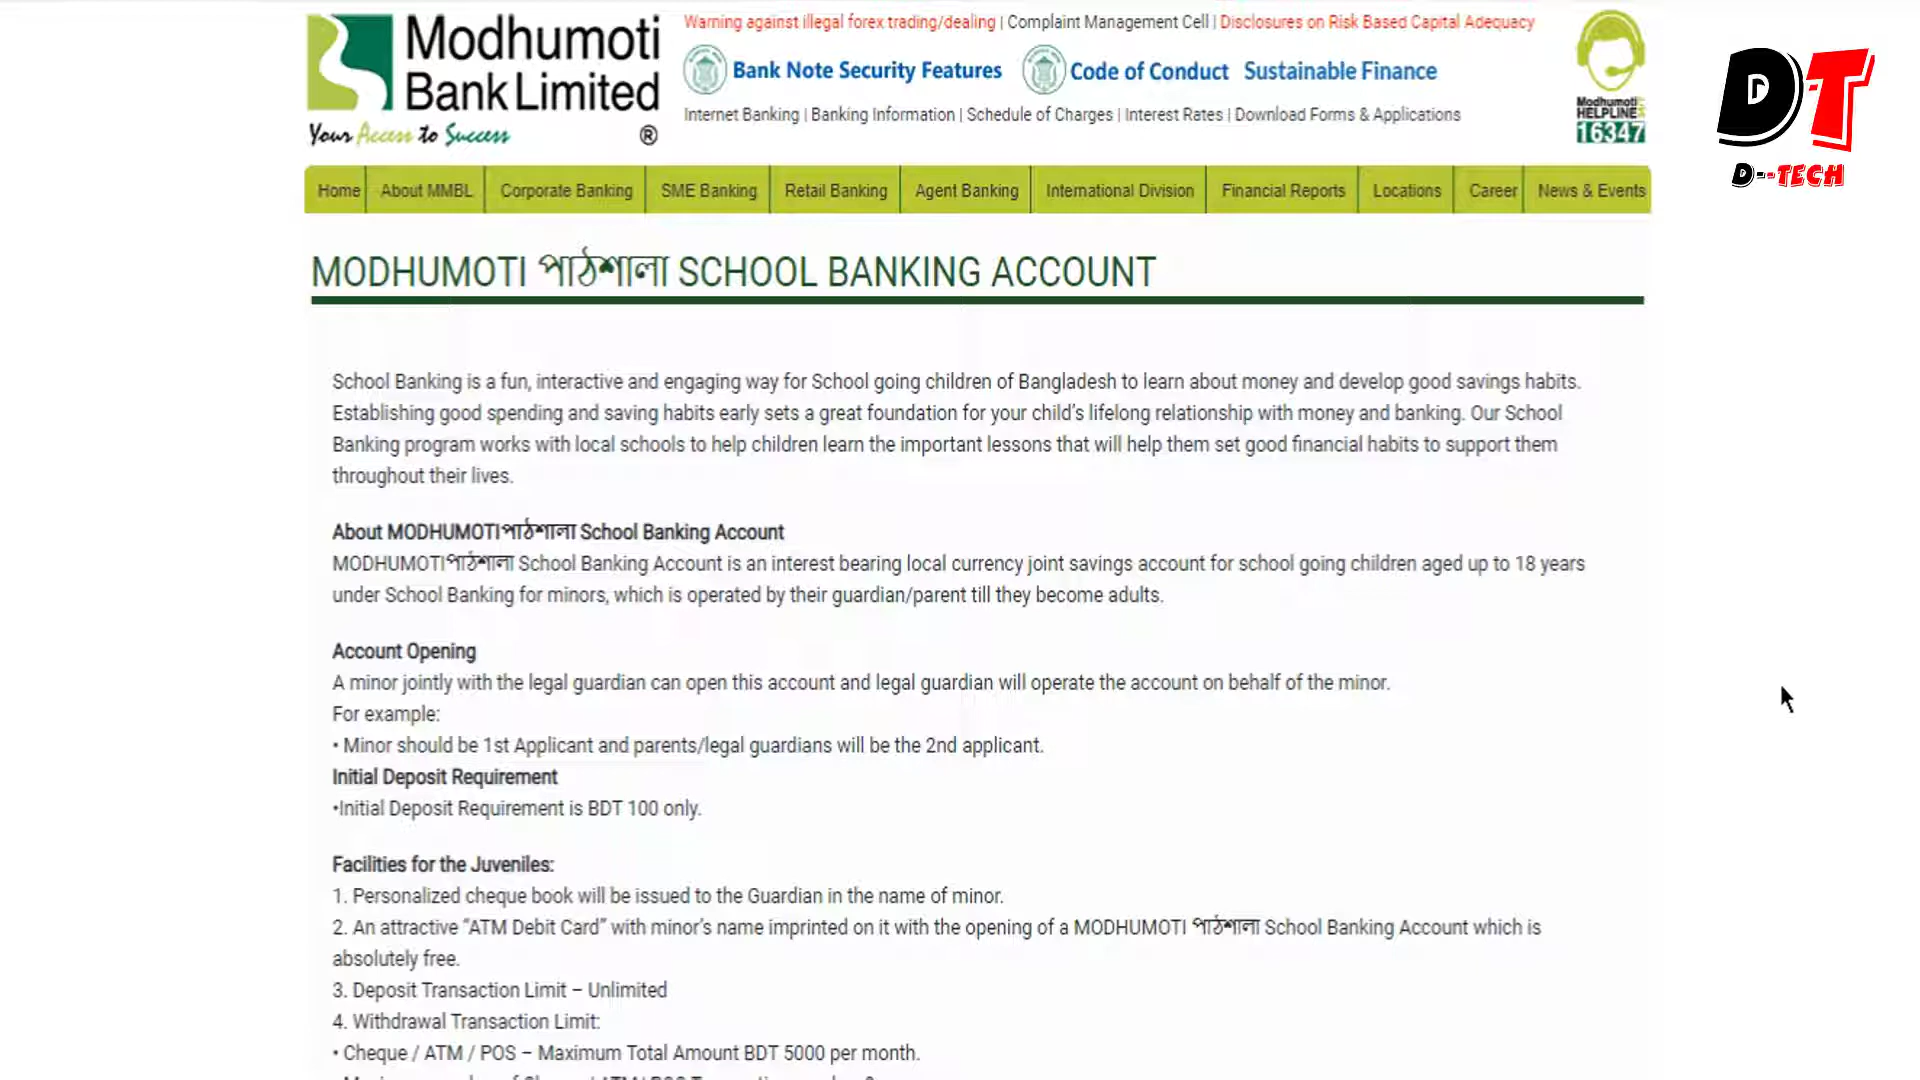 Modhumoti
Bank Limited
Your Access to Success ®
Warning against illegal forex trading/dealing | Complaint Management Cell | Disclosures on Risk Based Capital Adequacy
Bank Note Security Features Code of Conduct Sustainable Finance
Internet Banking | Banking Information | Schedule of Charges | Interest Rates | Download Forms & Applications
Modhumoti
HELPLINE
16347
DT
D--TECH
Home About MMBL Corporate Banking SME Banking Retail Banking Agent Banking International Division Financial Reports Locations Career News & Events
MODHUMOTI পাঠশালা SCHOOL BANKING ACCOUNT
School Banking is a fun, interactive and engaging way for School going children of Bangladesh to learn about money and develop good savings habits.
Establishing good spending and saving habits early sets a great foundation for your child's lifelong relationship with money and banking. Our School
Banking program works with local schools to help children learn the important lessons that will help them set good financial habits to support them
throughout their lives.
About MODHUMOTIপাঠশালা School Banking Account
MODHUMOTIপাঠশালা School Banking Account is an interest bearing local currency joint savings account for school going children aged up to 18 years
under School Banking for minors, which is operated by their guardian/parent till they become adults.
Account Opening
A minor jointly with the legal guardian can open this account and legal guardian will operate the account on behalf of the minor.
For example:
• Minor should be 1st Applicant and parents/legal guardians will be the 2nd applicant.
Initial Deposit Requirement
•Initial Deposit Requirement is BDT 100 only.
Facilities for the Juveniles:
1. Personalized cheque book will be issued to the Guardian in the name of minor.
2. An attractive “ATM Debit Card” with minor's name imprinted on it with the opening of a MODHUMOTI পাঠশালা School Banking Account which is
absolutely free.
3. Deposit Transaction Limit – Unlimited
4. Withdrawal Transaction Limit:
• Cheque / ATM / POS – Maximum Total Amount BDT 5000 per month.